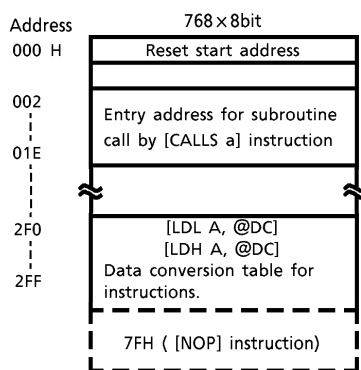 Address
768×8bit
000 H
Reset start address
002
Entry address for subroutine
call by [CALLS a] instruction
01E
2F0
[LDL A, @DC]
[LDH A, @DC]
Data conversion table for
instructions.
2FF
7FH ( [NOP] instruction)